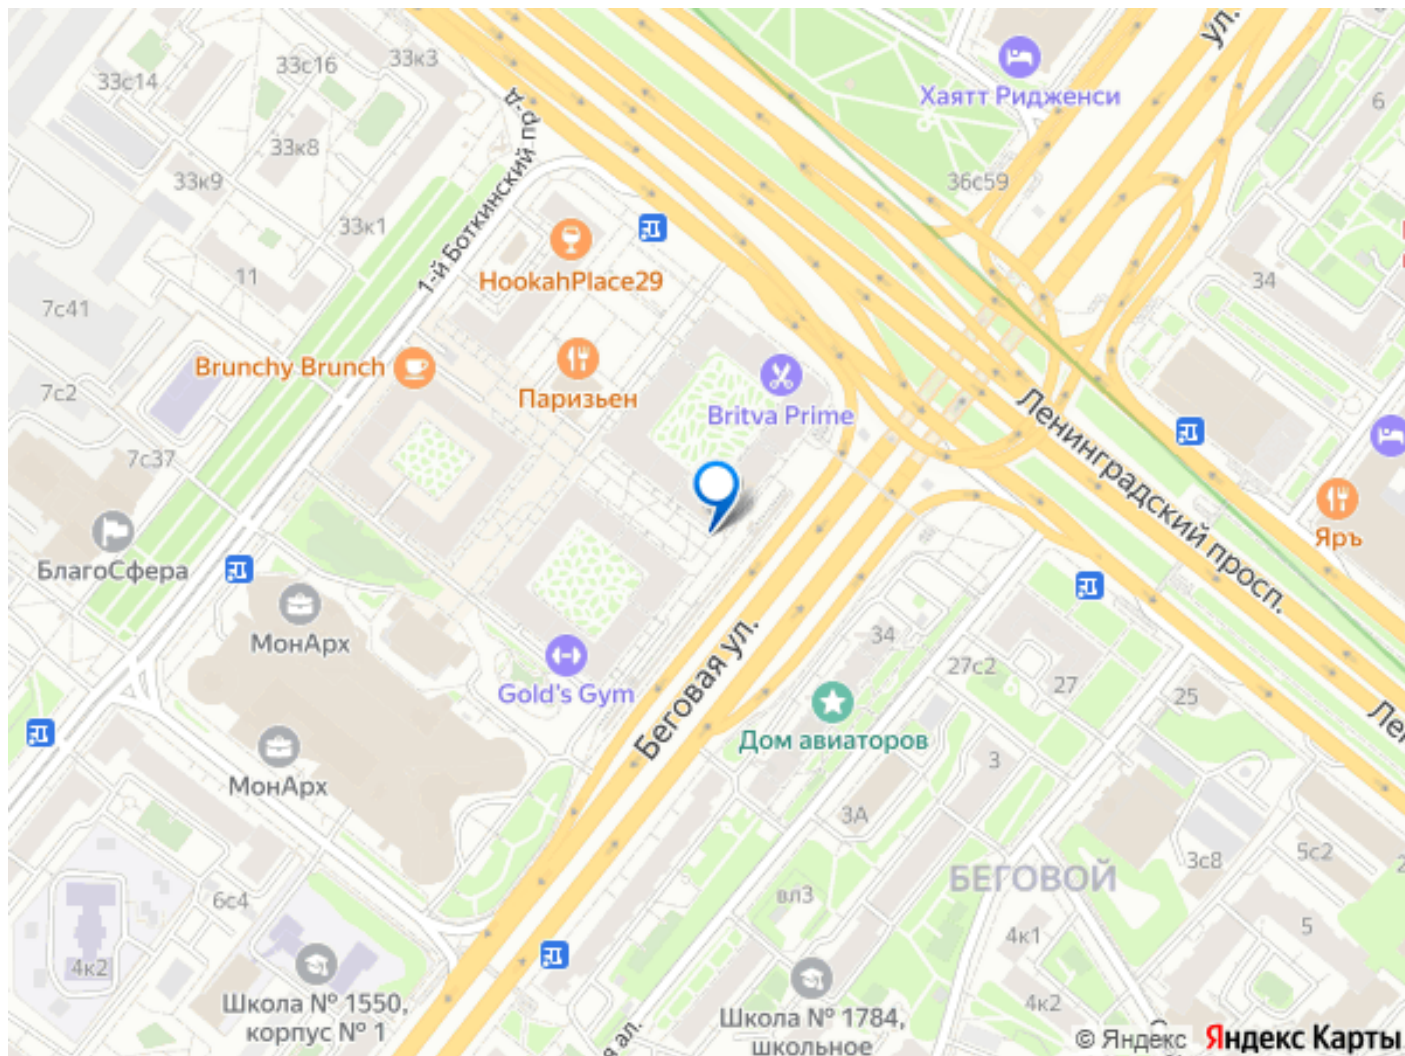 33с14
33с16
33к3
33к8
33к9
33к1
11
7с41
7с2
7с37
1-й Боткинский пр-д
Хаятт Ридженси
ул.
6
36с59
34
HookahPlace29
Brunchy Brunch
Паризьен
Britva Prime
Ленинградский просп.
Яръ
БлагоСфера
МонАрх
Gold's Gym
Беговая ул.
34
27с2
27
25
Дом авиаторов
3
МонАрх
3А
3с8
5с2
2
БЕГОВОЙ
вл3
6с4
4к2
4к1
5
4к2
Школа № 1550,
корпус № 1
Школа № 1784,
школьное
ал.
© Яндекс Яндекс Карты